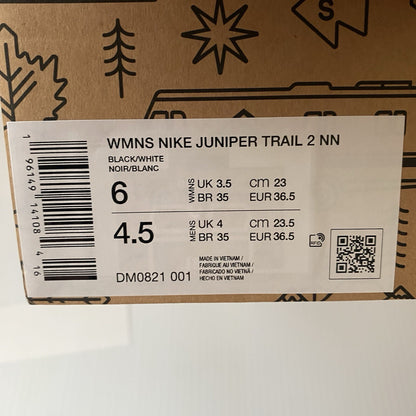 S
WMNS NIKE JUNIPER TRAIL 2 NN
BLACK/WHITE
NOIR/BLANC
6 WMNS UK 3.5 cm 23
BR 35 EUR 36.5
4.5 MENS UK 4 cm 23.5
BR 35 EUR 36.5
RFID
MADE IN VIETNAM /
FABRIQUE AU VIETNAM /
FABRICADO NO VIETNÃ /
HECHO EN VIETNAM
DM0821 001
1 96149 14108 4 16